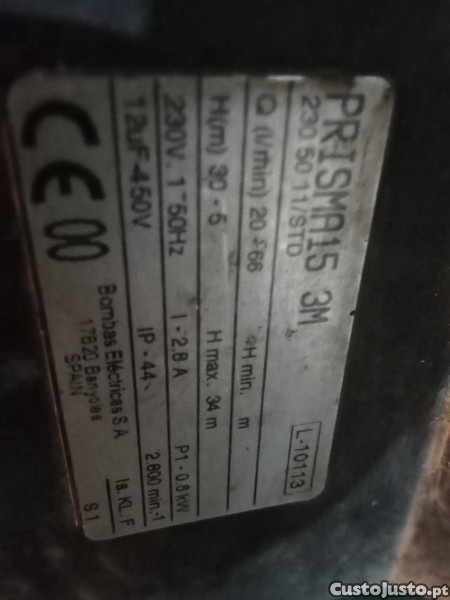 PRISMA15 3M
230 50 11/STD
L-10113
Q (l/min) 20-66
H min. m
H(m) 30-5
H max. 34 m
230V. 1~50Hz
I-2.8 A
P1-0.8 kW
12uF-450V
IP-44
2.800 min.-1
CE 00
Bombas Eléctricas S.A
17820 Banyoles
SPAIN
Is. KL. F
S1
CustoJusto.pt